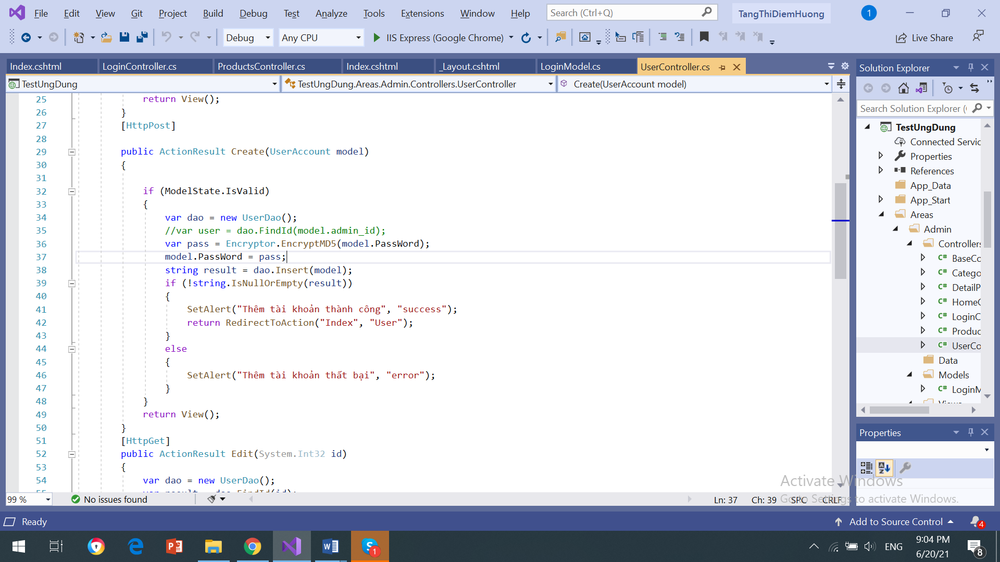 File Edit View Git Project Build Debug Test Analyze Tools Extensions Window Help Search (Ctrl+Q) TangThiDiemHuong 1
Debug Any CPU IIS Express (Google Chrome) Live Share
Index.cshtml LoginController.cs ProductsController.cs Index.cshtml _Layout.cshtml LoginModel.cs UserController.cs
TestUngDung TestUngDung.Areas.Admin.Controllers.UserController Create(UserAccount model)
25 return View();
26 }
27 [HttpPost]
28
29 public ActionResult Create(UserAccount model)
30 {
31
32 if (ModelState.IsValid)
33 {
34 var dao = new UserDao();
35 //var user = dao.FindId(model.admin_id);
36 var pass = Encryptor.EncryptMD5(model.PassWord);
37 model.PassWord = pass;
38 string result = dao.Insert(model);
39 if (!string.IsNullOrEmpty(result))
40 {
41 SetAlert("Thêm tài khoản thành công", "success");
42 return RedirectToAction("Index", "User");
43 }
44 else
45 {
46 SetAlert("Thêm tài khoản thất bại", "error");
47 }
48 }
49 return View();
50 }
51 [HttpGet]
52 public ActionResult Edit(System.Int32 id)
53 {
54 var dao = new UserDao();
99 % No issues found Ln: 37 Ch: 39 SPC CRLF
Solution Explorer
Search Solution Explorer (
TestUngDung
Connected Servic
Properties
References
App_Data
App_Start
Areas
Admin
Controllers
C# BaseCo
C# Catego
C# DetailP
C# HomeC
C# LoginC
C# Produc
C# UserCo
Data
Models
C# LoginM
Properties
Activate Windows
Go to Settings to activate Windows.
Ready Add to Source Control 4
1 ENG 9:04 PM 8
6/20/21